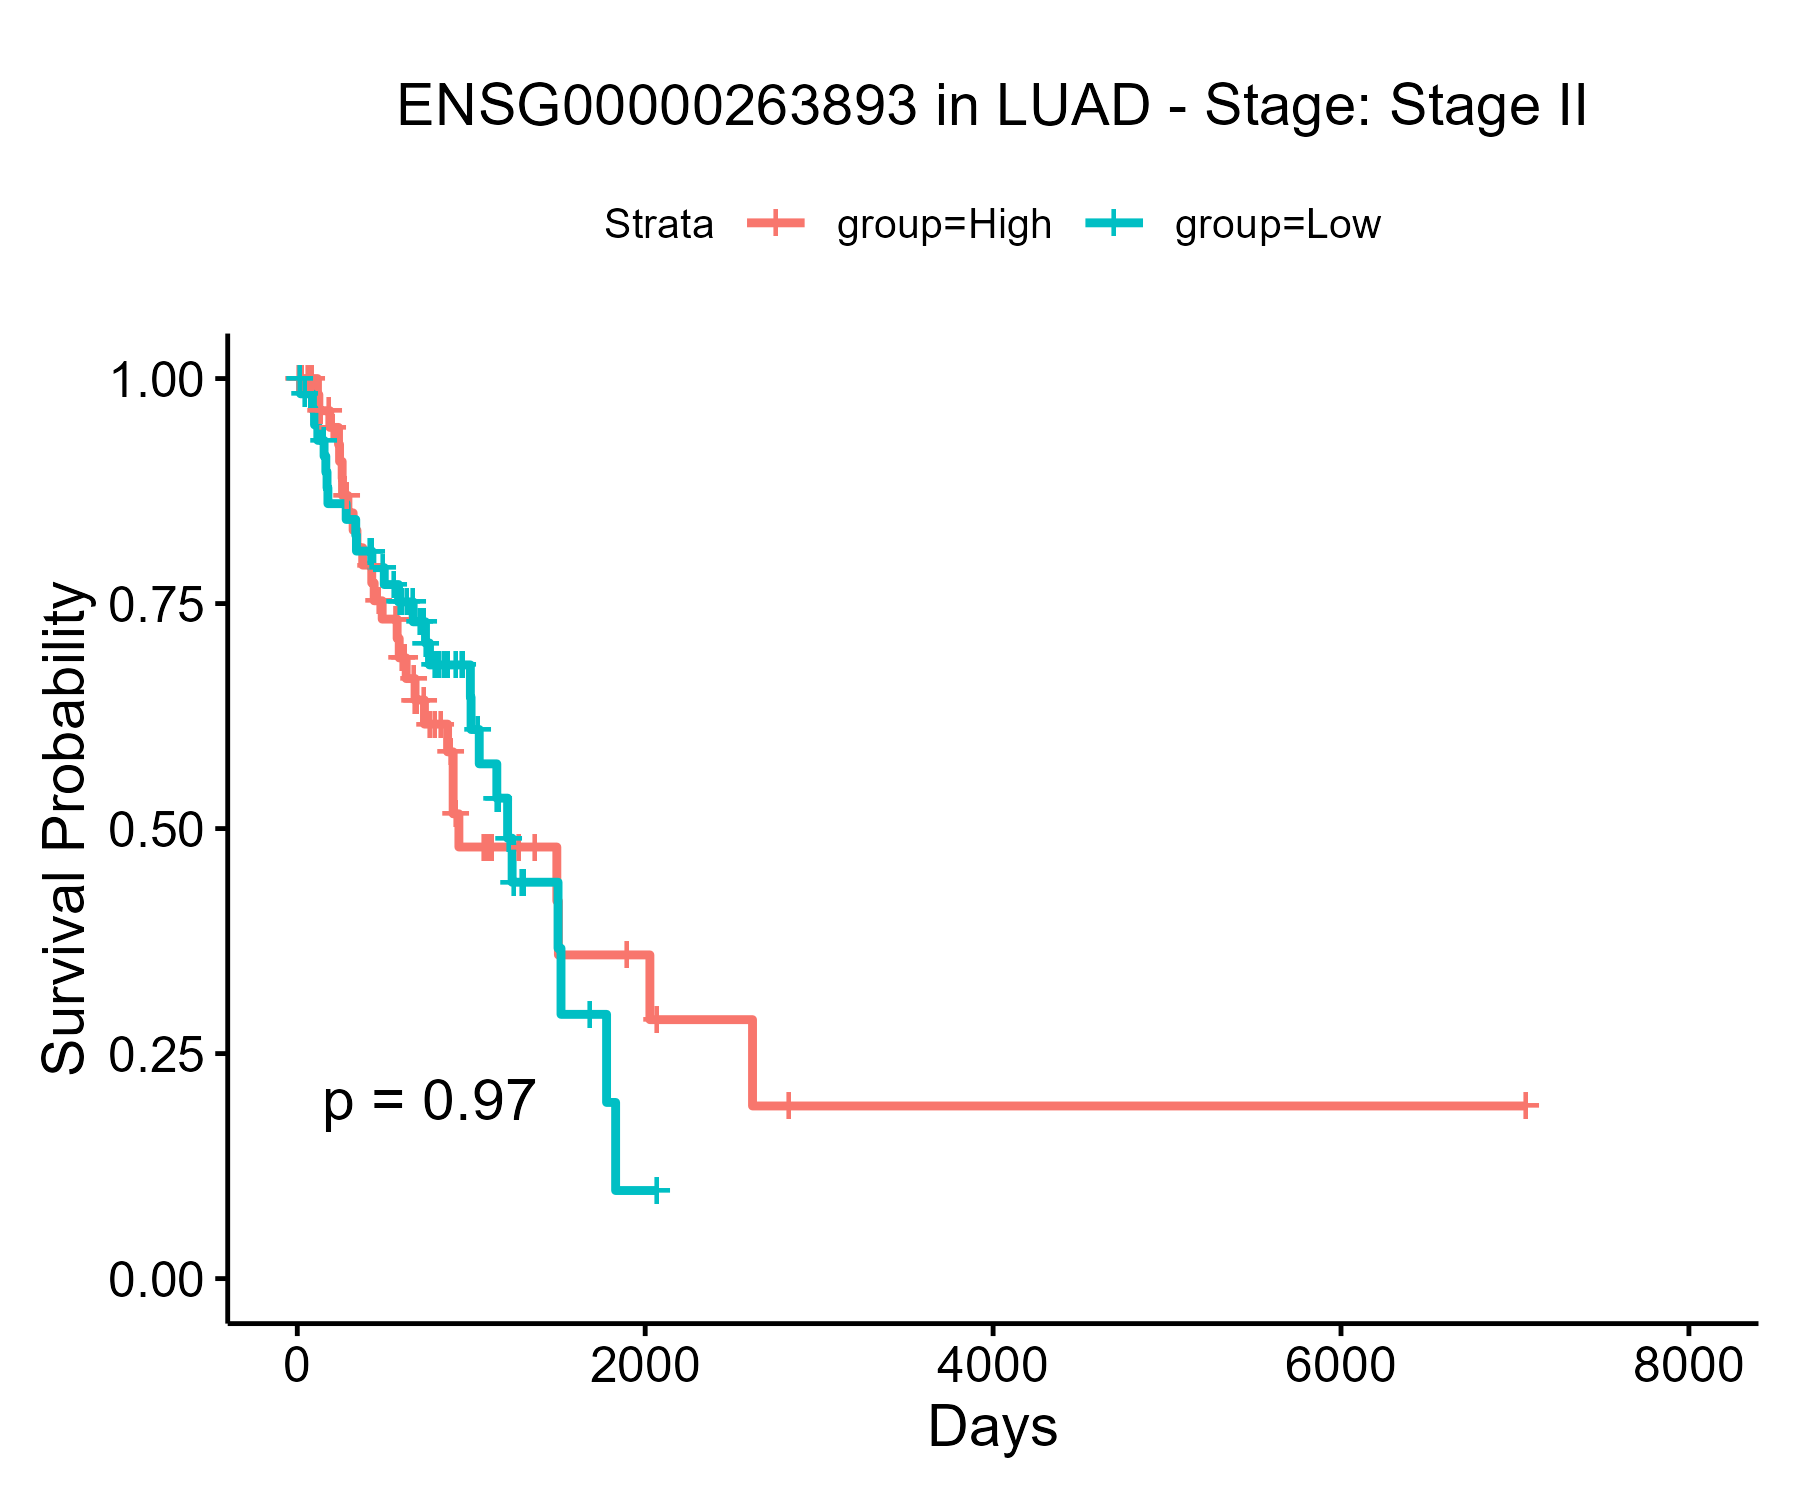 ENSG00000263893 in LUAD - Stage: Stage II
Strata group=High group=Low
1.00
0.75
0.50
0.25
0.00
Survival Probability
p = 0.97
0 2000 4000 6000 8000
Days